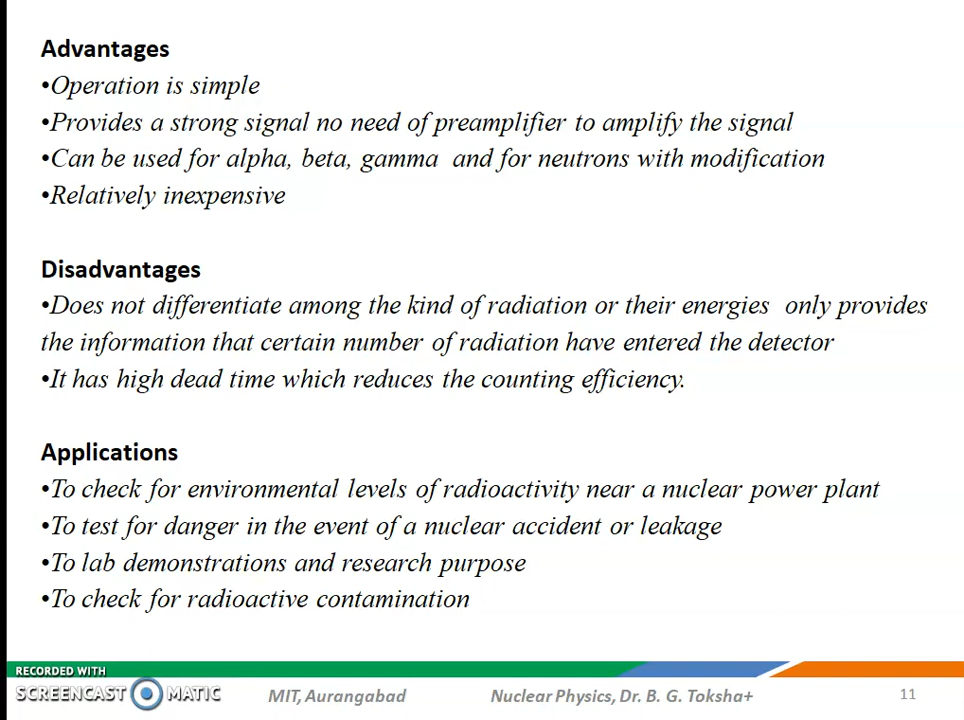 Advantages
•Operation is simple
•Provides a strong signal no need of preamplifier to amplify the signal
•Can be used for alpha, beta, gamma  and for neutrons with modification
•Relatively inexpensive
Disadvantages
•Does not differentiate among the kind of radiation or their energies  only provides
the information that certain number of radiation have entered the detector
•It has high dead time which reduces the counting efficiency.
Applications
•To check for environmental levels of radioactivity near a nuclear power plant
•To test for danger in the event of a nuclear accident or leakage
•To lab demonstrations and research purpose
•To check for radioactive contamination
RECORDED WITH
SCREENCAST MATIC
MIT, Aurangabad
Nuclear Physics, Dr. B. G. Toksha+
11